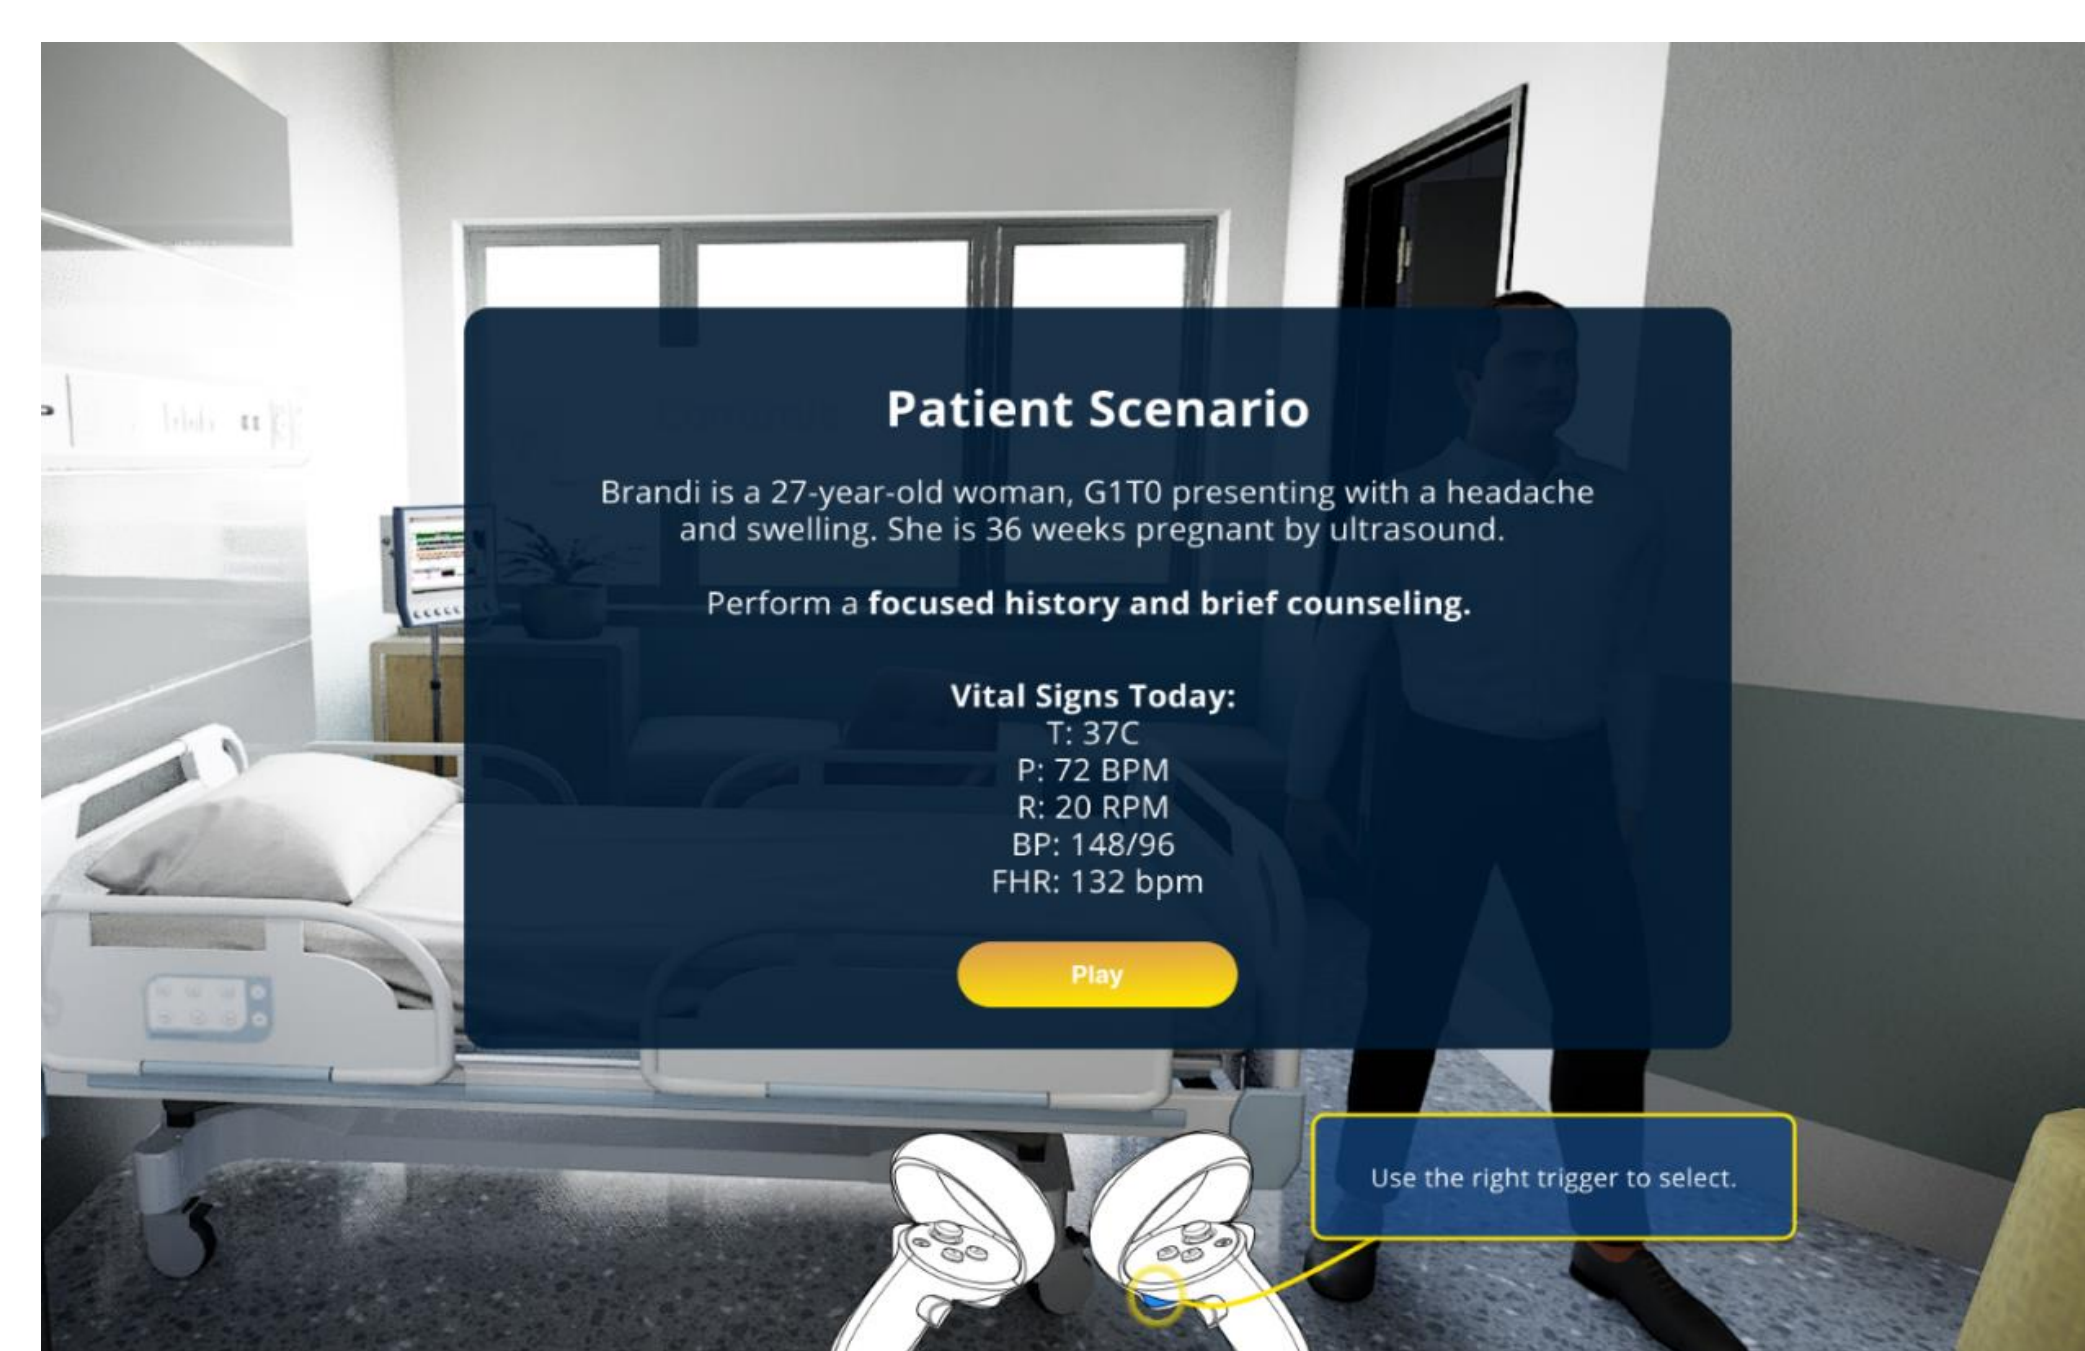 Patient Scenario
Brandi is a 27-year-old woman, G1T0 presenting with a headache
and swelling. She is 36 weeks pregnant by ultrasound.
Perform a focused history and brief counseling.
Vital Signs Today:
T: 37C
P: 72 BPM
R: 20 RPM
BP: 148/96
FHR: 132 bpm
Play
Use the right trigger to select.